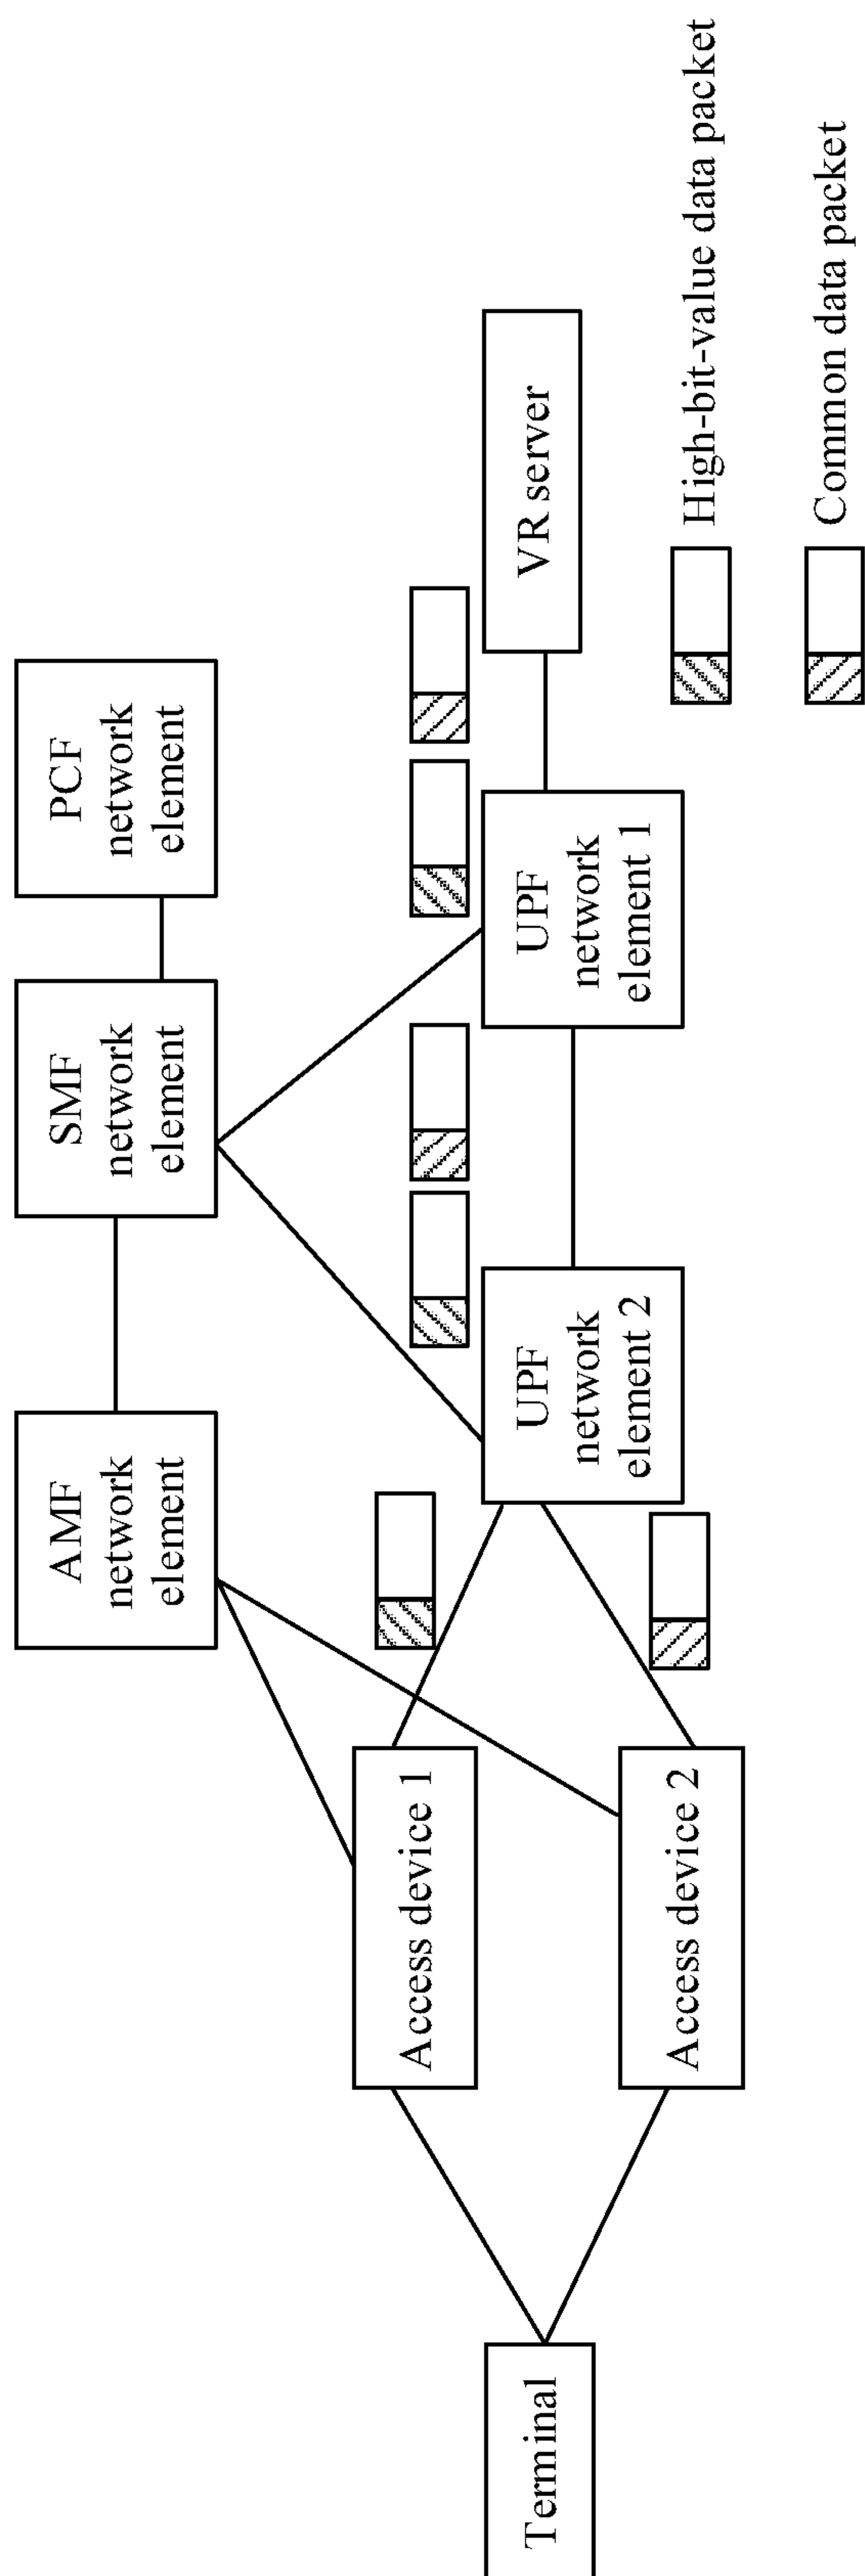 AMF
network
element
SMF
network
element
PCF
network
element
Terminal
Access device 1
Access device 2
UPF
network
element 2
UPF
network
element 1
VR server
High-bit-value data packet
Common data packet